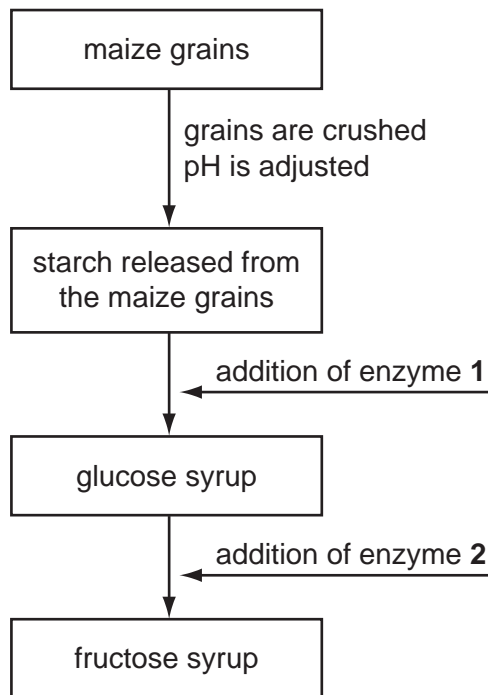 maize grains
grains are crushed
pH is adjusted
starch released from
the maize grains
addition of enzyme 1
glucose syrup
addition of enzyme 2
fructose syrup